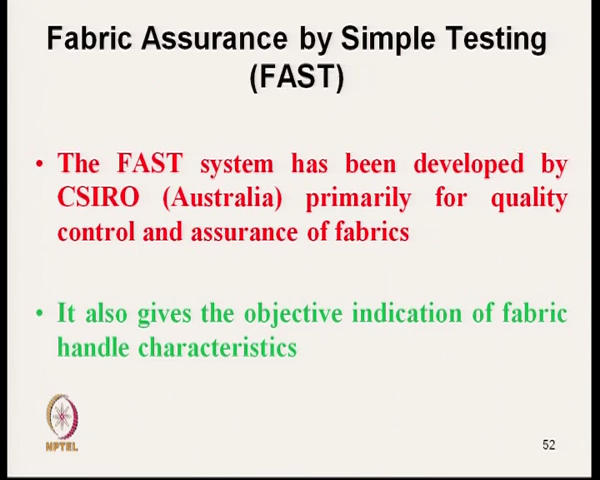 Fabric Assurance by Simple Testing
(FAST)
• The FAST system has been developed by
CSIRO (Australia) primarily for quality
control and assurance of fabrics
• It also gives the objective indication of fabric
handle characteristics
NPTEL
52